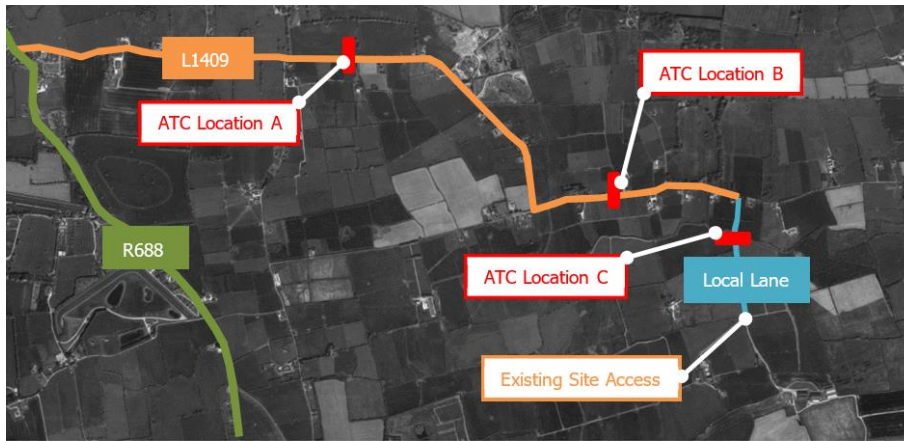 L1409
ATC Location B
ATC Location A
R688
ATC Location C
Local Lane
Existing Site Access